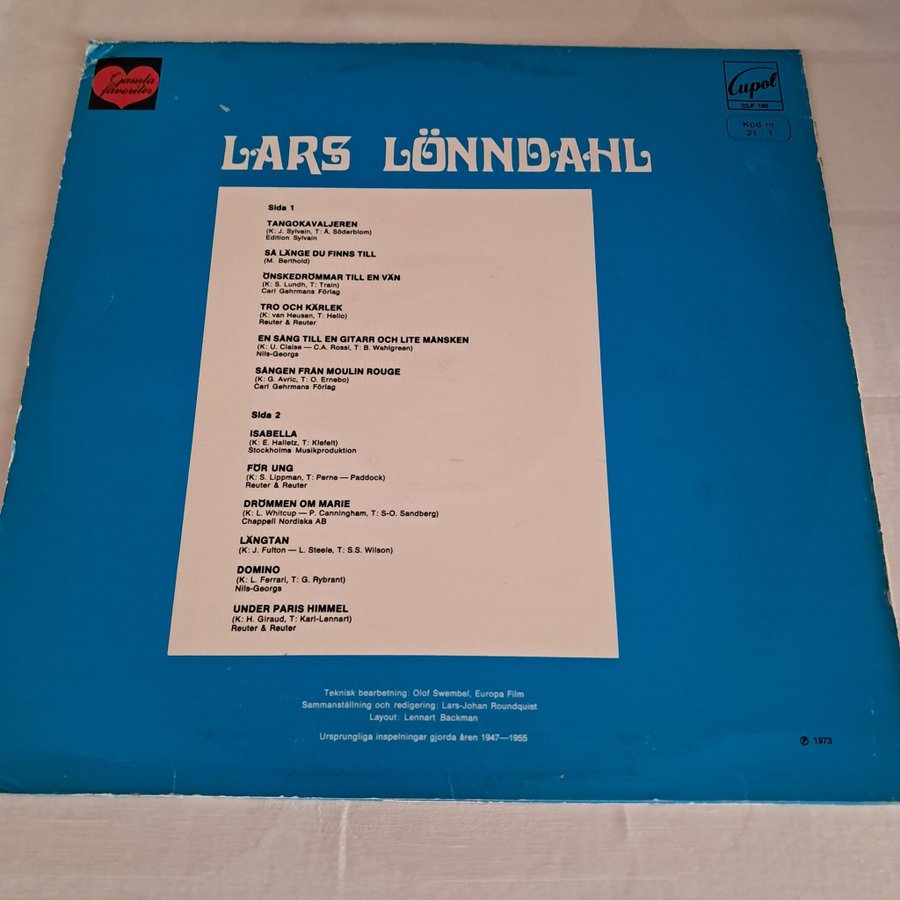 Gamla
favoriter
Cupol
CLP 196
Kod nr
21 - 1
LARS LÖNNDAHL
Sida 1
TANGOKAVALJEREN
(K: J. Sylvain, T: Å. Söderblom)
Edition Sylvain
SÅ LÄNGE DU FINNS TILL
(M. Berthold)
ÖNSKEDRÖMMAR TILL EN VÄN
(K: S. Lundh, T: Train)
Carl Gehrmans Förlag
TRO OCH KÄRLEK
(K: van Heusen, T: Hello)
Reuter & Reuter
EN SÅNG TILL EN GITARR OCH LITE MÅNSKEN
(K: U. Claise — C.A. Rossi, T: B. Wahlgreen)
Nils-Georgs
SÅNGEN FRÅN MOULIN ROUGE
(K: G. Avric, T: O. Ernebo)
Carl Gehrmans Förlag
Sida 2
ISABELLA
(K: E. Halletz, T: Klefelt)
Stockholms Musikproduktion
FÖR UNG
(K: S. Lippman, T: Perne — Paddock)
Reuter & Reuter
DRÖMMEN OM MARIE
(K: L. Whitcup — P. Canningham, T: S-O. Sandberg)
Chappell Nordiska AB
LÄNGTAN
(K: J. Fulton — L. Steele, T: S.S. Wilson)
DOMINO
(K: L. Ferrari, T: G. Rybrant)
Nils-Georgs
UNDER PARIS HIMMEL
(K: H. Giraud, T: Karl-Lennart)
Reuter & Reuter
Teknisk bearbetning: Olof Swembel, Europa Film
Sammanställning och redigering: Lars-Johan Roundquist
Layout: Lennart Backman
Ursprungliga inspelningar gjorda åren 1947—1955
℗ 1973